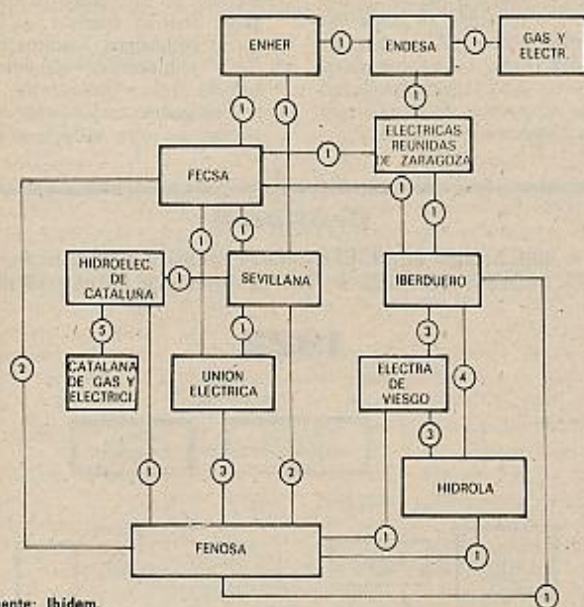 ENHER
1
ENDESA
1
GAS Y
ELECTR.
1
1
1
ELECTRICAS
REUNIDAS
DE ZARAGOZA
1
FECSA
1
1
1
1
HIDROELEC.
DE
CATALUÑA
1
SEVILLANA
IBERDUERO
5
1
3
2
CATALANA
DE GAS Y
ELECTRICI.
UNION
ELECTRICA
ELECTRA
DE
VIESGO
4
3
1
3
2
HIDROLA
1
FENOSA
1
1
ente: Ibidem.